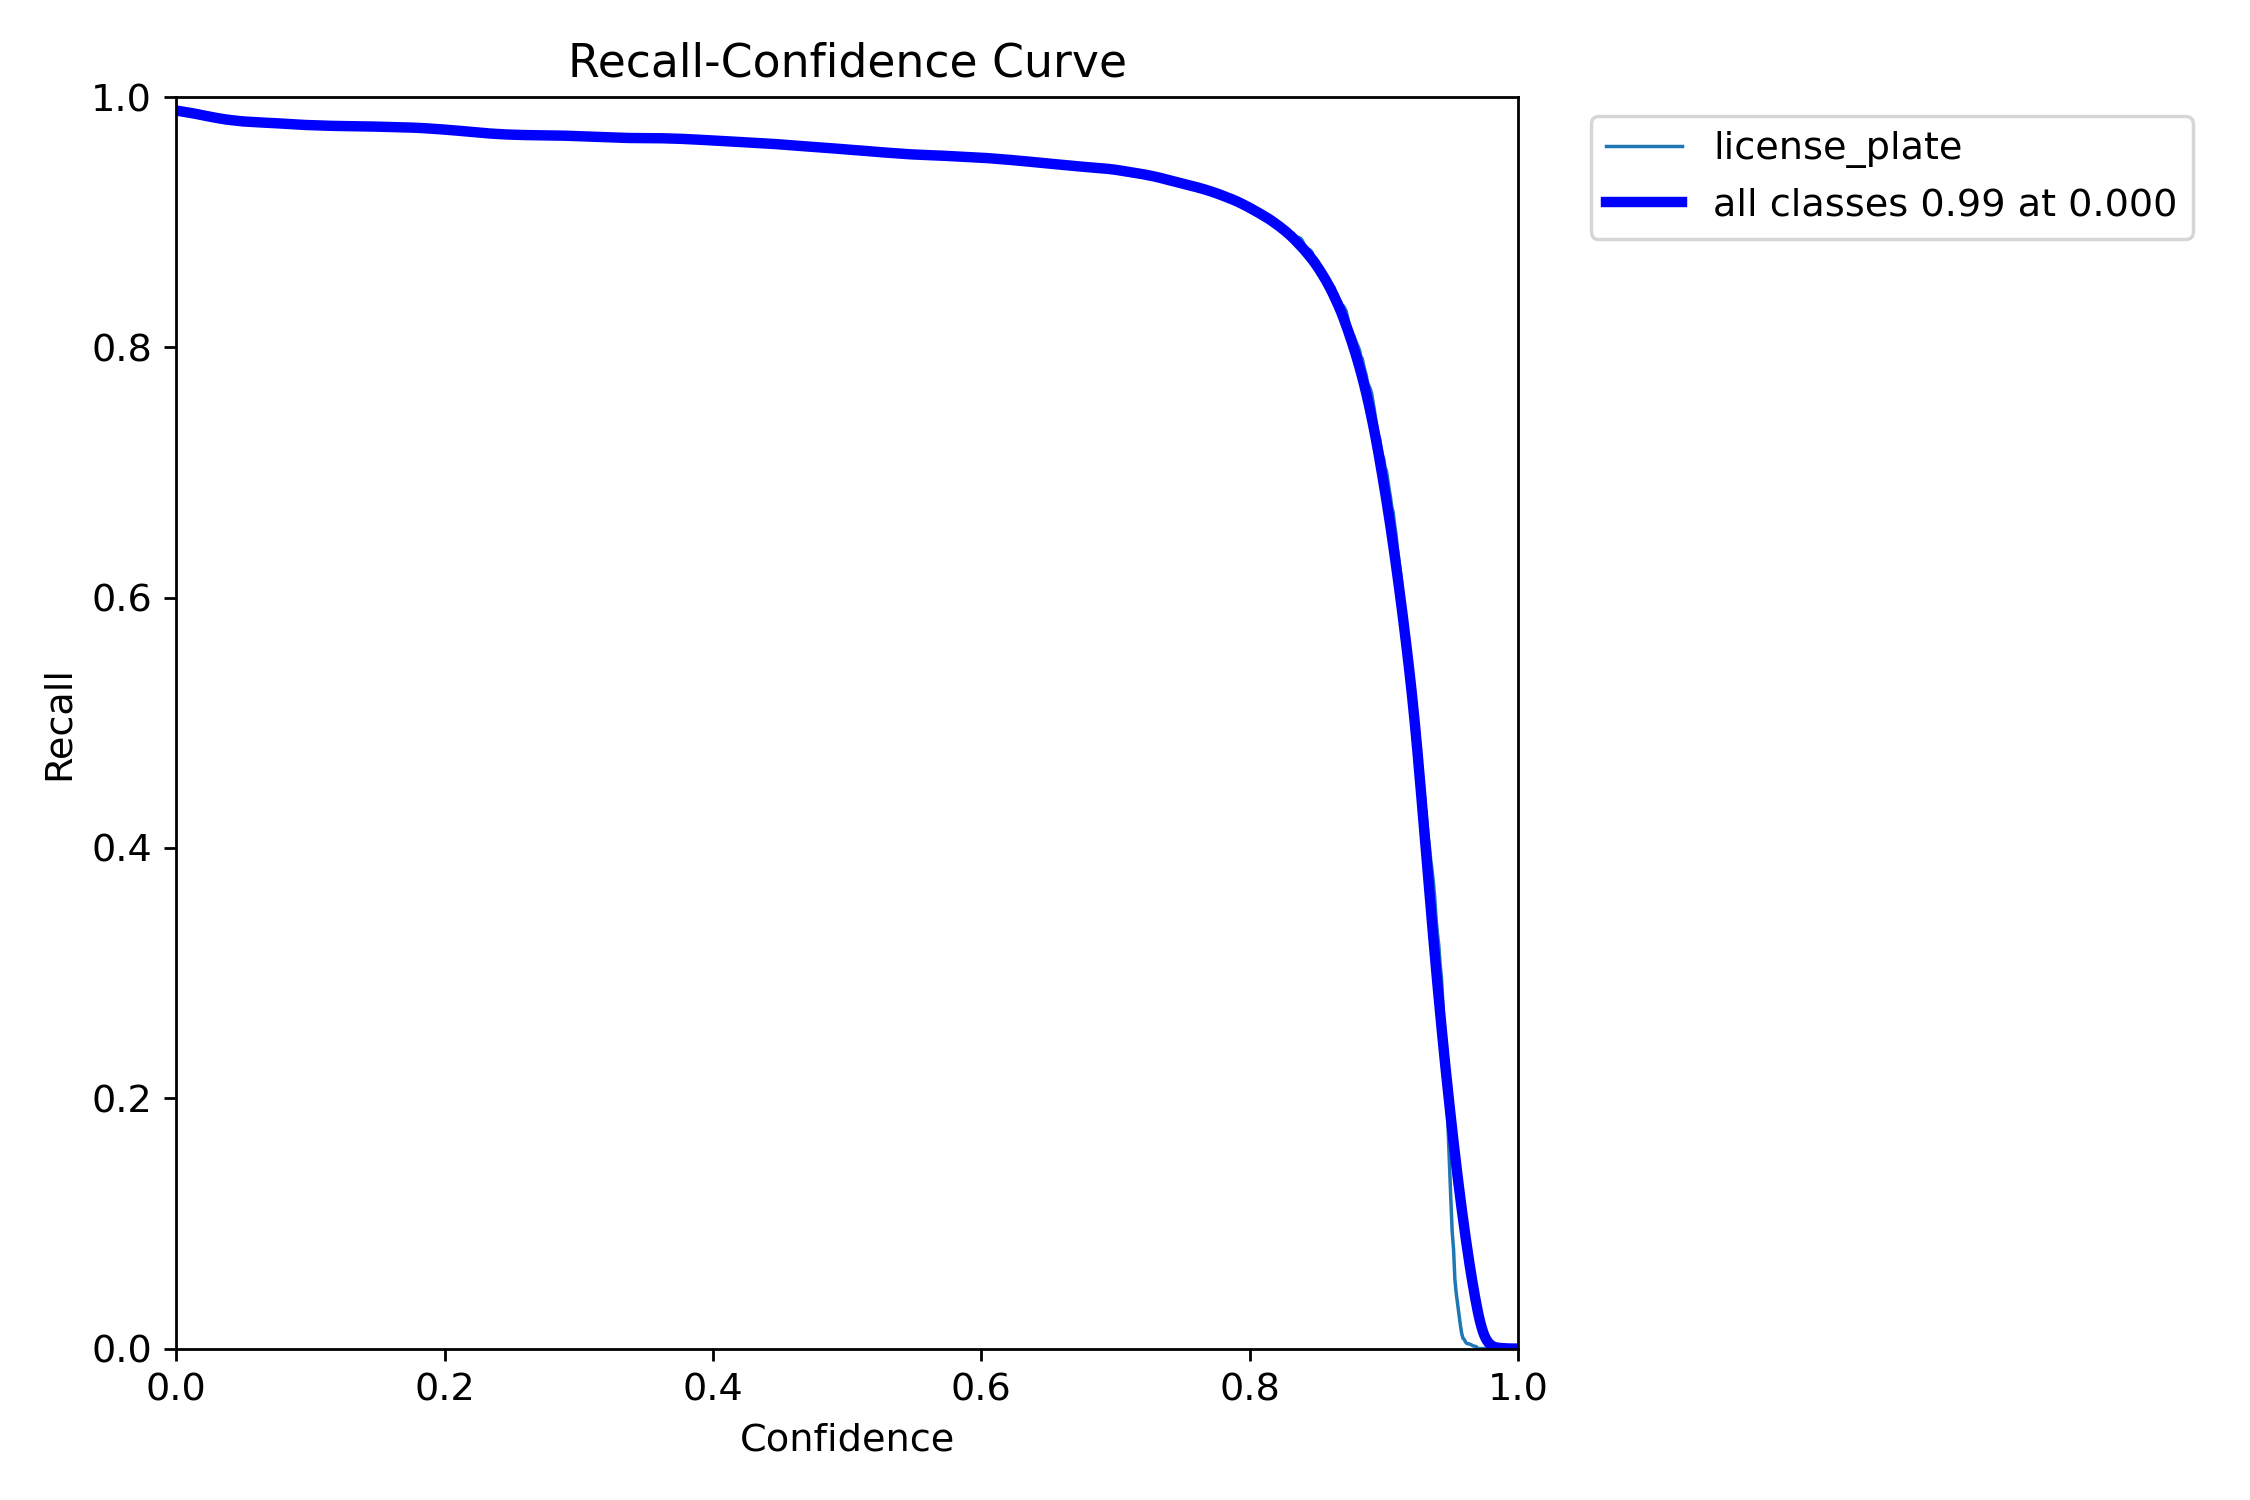 Recall-Confidence Curve
license_plate
all classes 0.99 at 0.000
Recall
1.0
0.8
0.6
0.4
0.2
0.0
0.0 0.2 0.4 0.6 0.8 1.0
Confidence